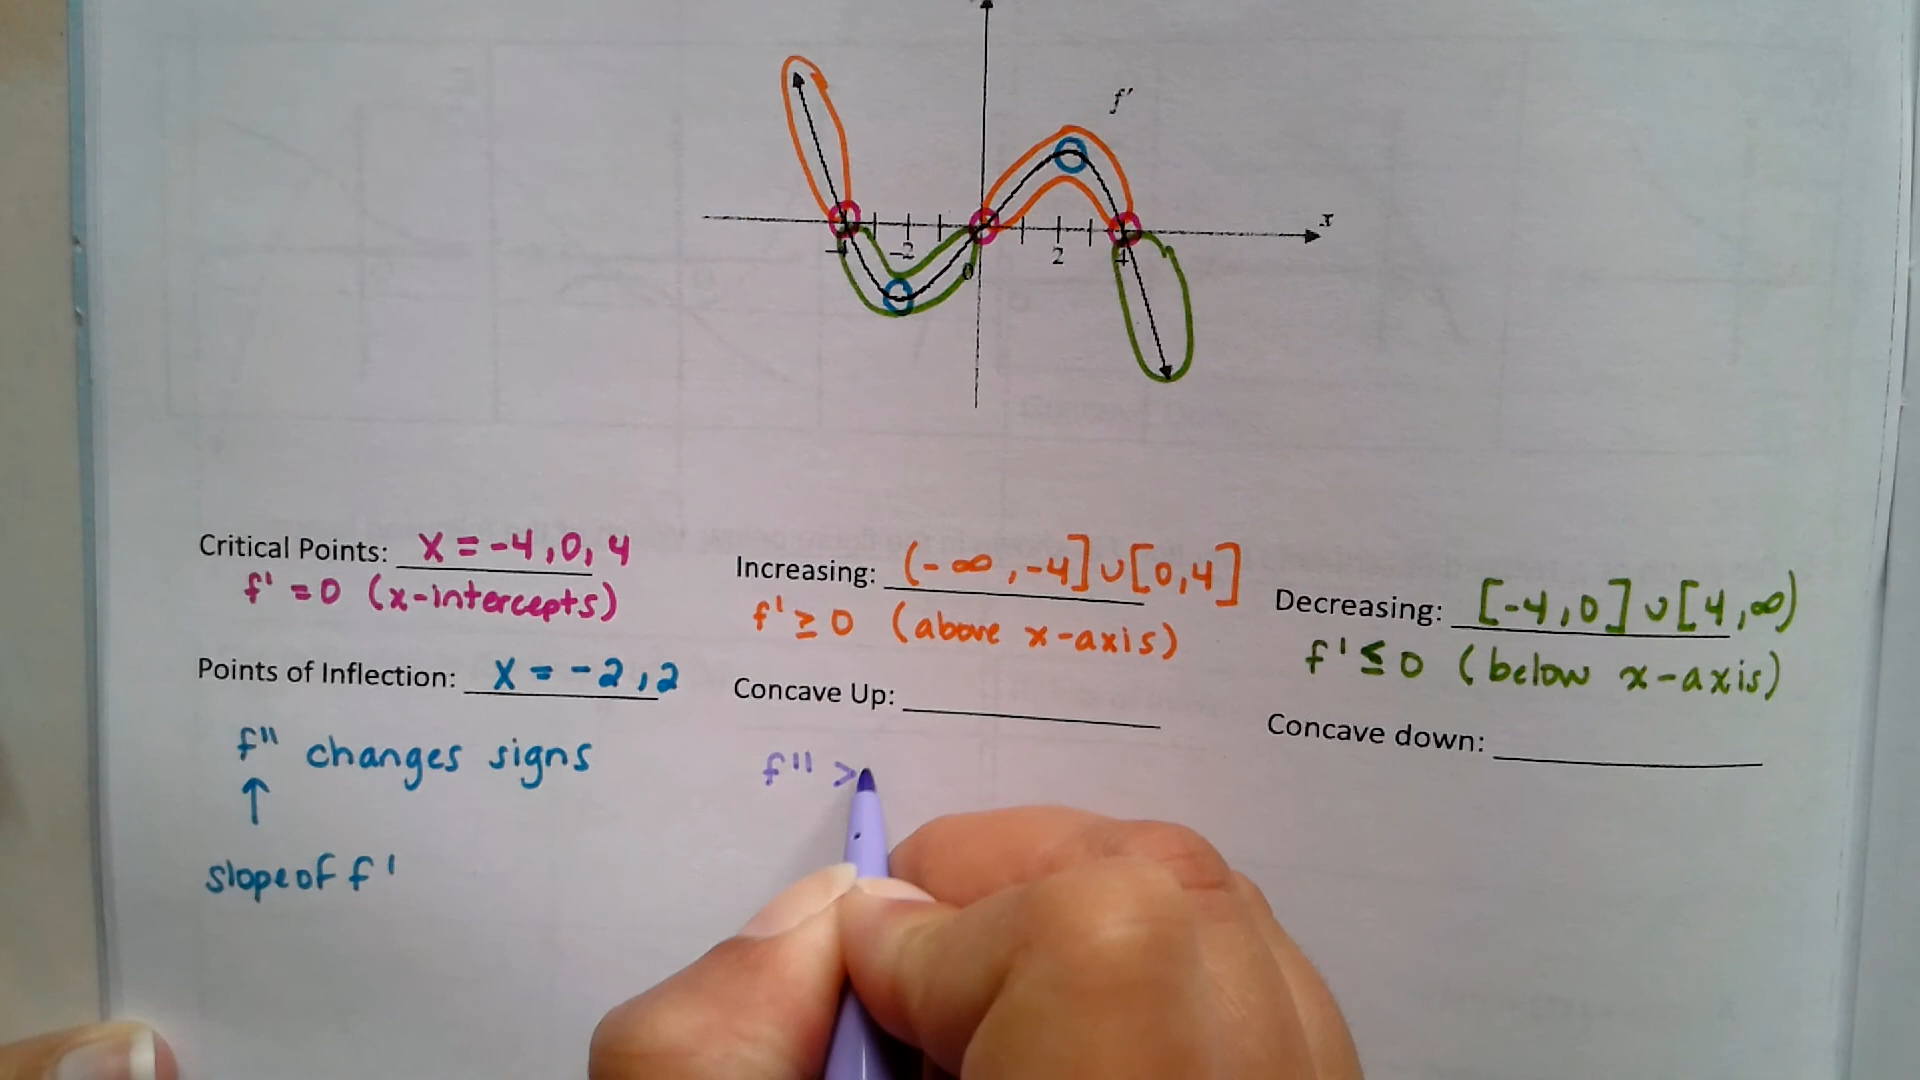 f'
x
-4 -2 0 2 4
Critical Points: x = -4, 0, 4
f' = 0 (x-intercepts)
Increasing: (-∞, -4] ∪ [0, 4]
f' ≥ 0 (above x-axis)
Decreasing: [-4, 0] ∪ [4, ∞)
f' ≤ 0 (below x-axis)
Points of Inflection: x = -2, 2
f'' changes signs
↑
slope of f'
Concave Up:
f'' >
Concave down: